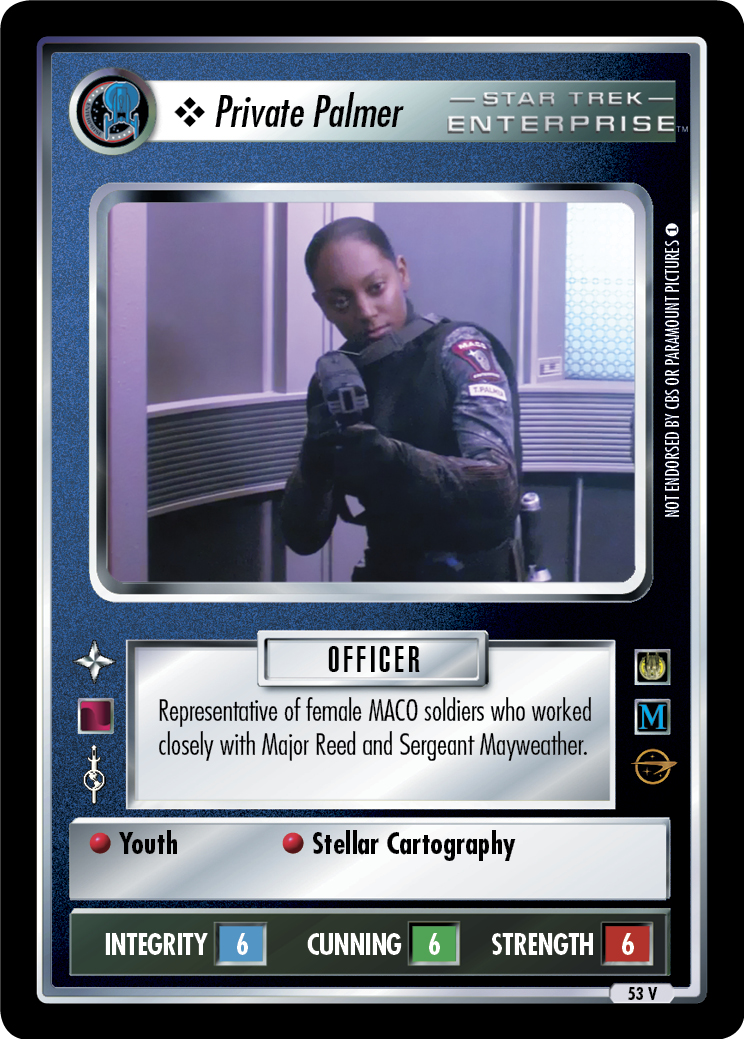 ❖ Private Palmer
STAR TREK
ENTERPRISE™
MACO
T. PALMER
NOT ENDORSED BY CBS OR PARAMOUNT PICTURES 1
OFFICER
Representative of female MACO soldiers who worked
closely with Major Reed and Sergeant Mayweather.
M
Youth Stellar Cartography
INTEGRITY 6 CUNNING 6 STRENGTH 6
53 V